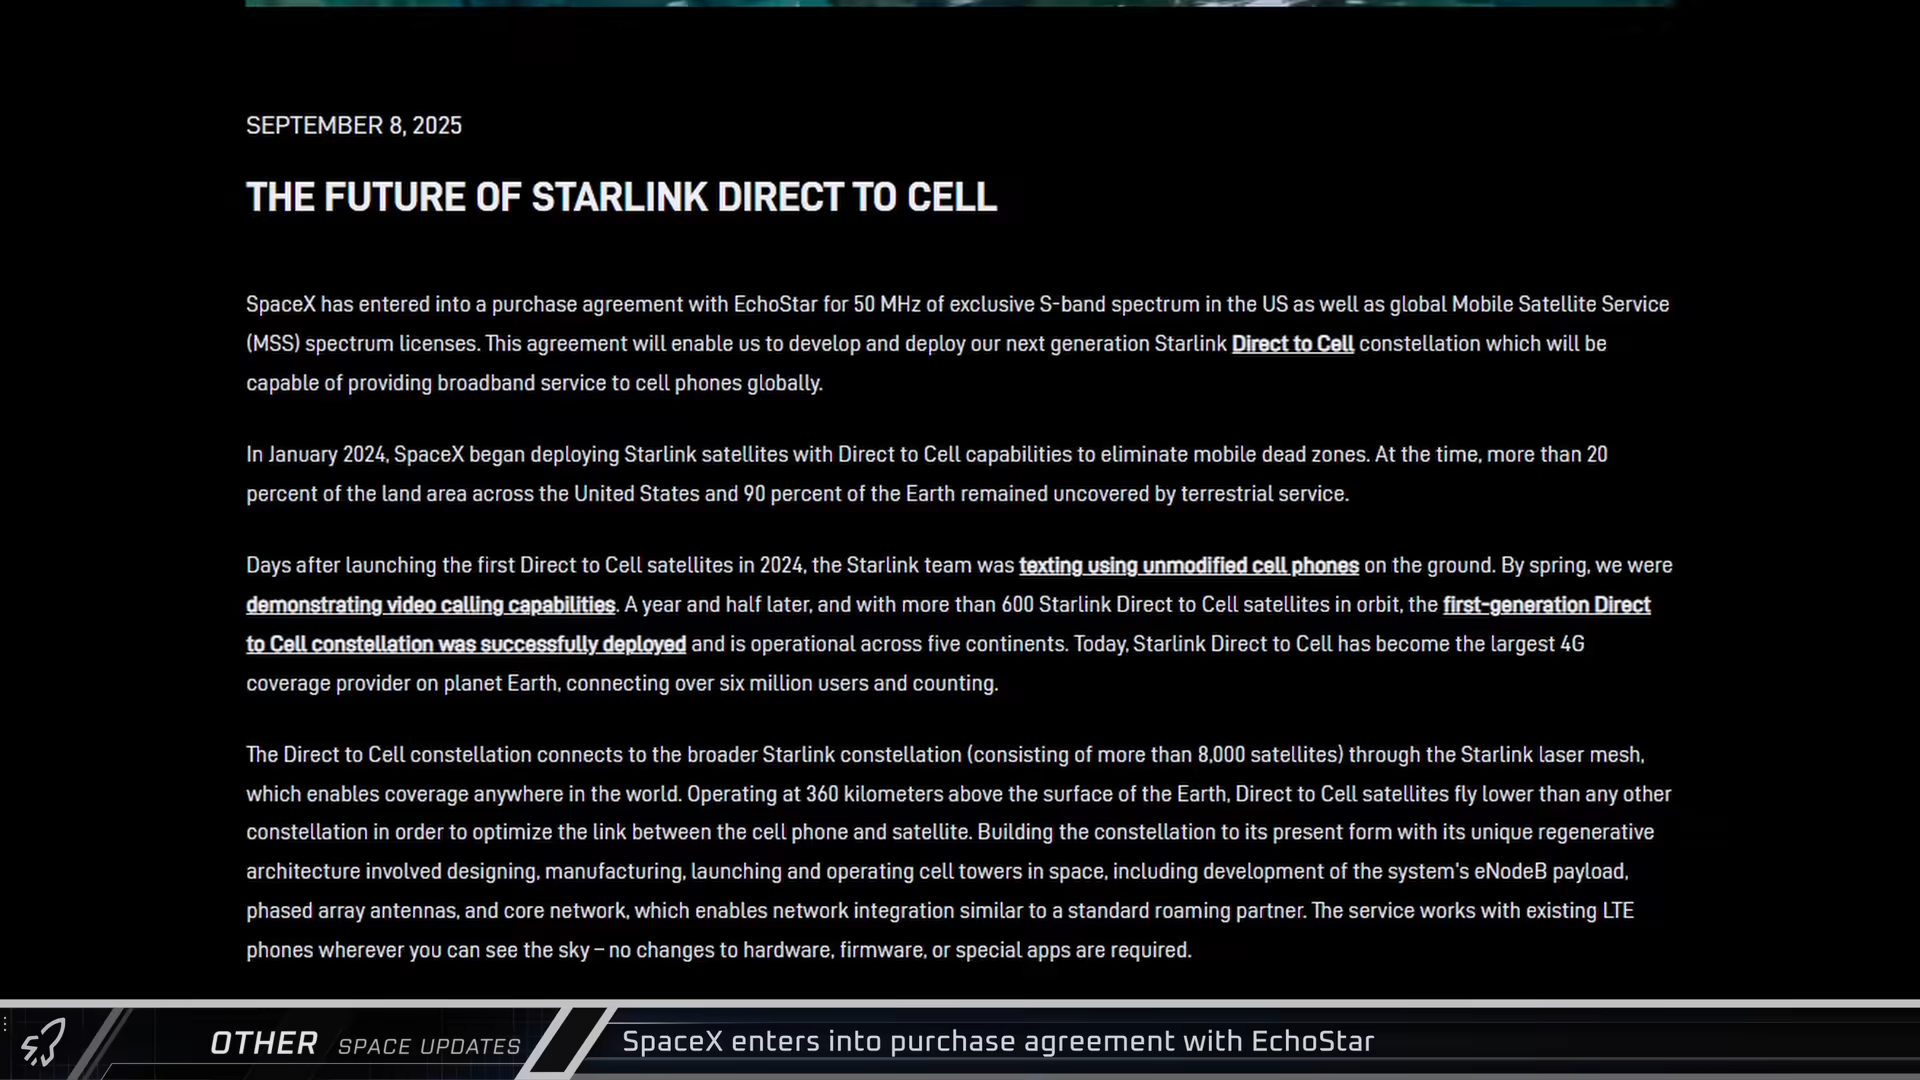 SEPTEMBER 8, 2025
THE FUTURE OF STARLINK DIRECT TO CELL
SpaceX has entered into a purchase agreement with EchoStar for 50 MHz of exclusive S-band spectrum in the US as well as global Mobile Satellite Service
(MSS) spectrum licenses. This agreement will enable us to develop and deploy our next generation Starlink Direct to Cell constellation which will be
capable of providing broadband service to cell phones globally.
In January 2024, SpaceX began deploying Starlink satellites with Direct to Cell capabilities to eliminate mobile dead zones. At the time, more than 20
percent of the land area across the United States and 90 percent of the Earth remained uncovered by terrestrial service.
Days after launching the first Direct to Cell satellites in 2024, the Starlink team was texting using unmodified cell phones on the ground. By spring, we were
demonstrating video calling capabilities. A year and half later, and with more than 600 Starlink Direct to Cell satellites in orbit, the first-generation Direct
to Cell constellation was successfully deployed and is operational across five continents. Today, Starlink Direct to Cell has become the largest 4G
coverage provider on planet Earth, connecting over six million users and counting.
The Direct to Cell constellation connects to the broader Starlink constellation (consisting of more than 8,000 satellites) through the Starlink laser mesh,
which enables coverage anywhere in the world. Operating at 360 kilometers above the surface of the Earth, Direct to Cell satellites fly lower than any other
constellation in order to optimize the link between the cell phone and satellite. Building the constellation to its present form with its unique regenerative
architecture involved designing, manufacturing, launching and operating cell towers in space, including development of the system's eNodeB payload,
phased array antennas, and core network, which enables network integration similar to a standard roaming partner. The service works with existing LTE
phones wherever you can see the sky – no changes to hardware, firmware, or special apps are required.
OTHER SPACE UPDATES
SpaceX enters into purchase agreement with EchoStar